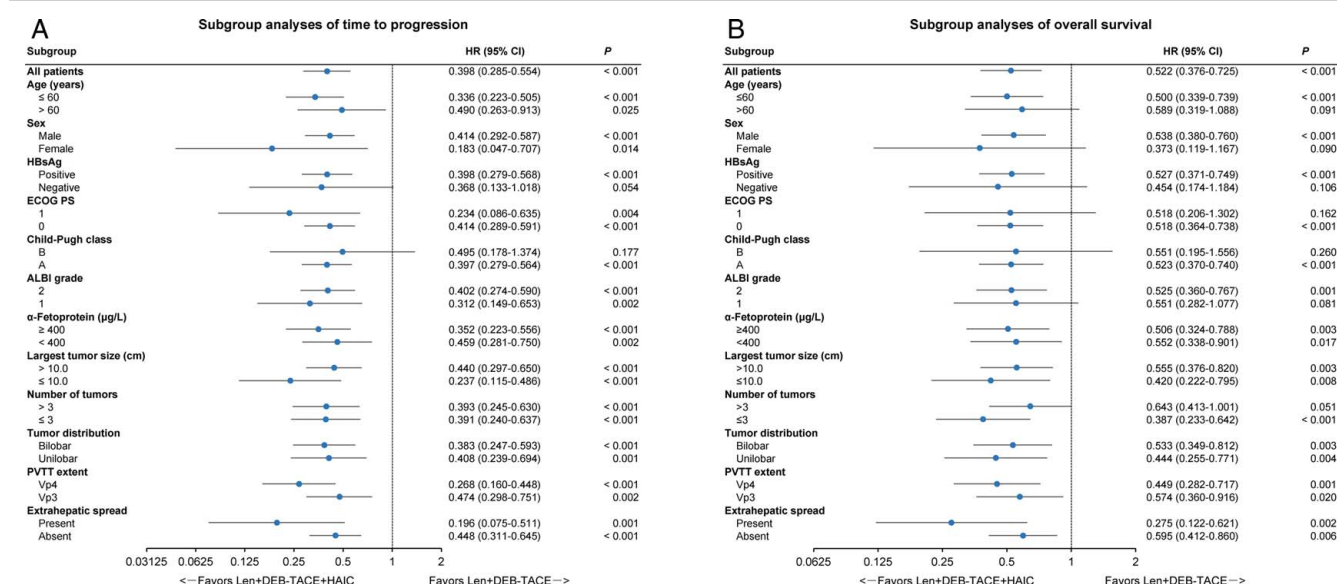 A
Subgroup analyses of time to progression
Subgroup HR (95% CI) P
All patients 0.398 (0.285-0.554) < 0.001
Age (years)
≤ 60 0.336 (0.223-0.505) < 0.001
> 60 0.490 (0.263-0.913) 0.025
Sex
Male 0.414 (0.292-0.587) < 0.001
Female 0.183 (0.047-0.707) 0.014
HBsAg
Positive 0.398 (0.279-0.568) < 0.001
Negative 0.368 (0.133-1.018) 0.054
ECOG PS
1 0.234 (0.086-0.635) 0.004
0 0.414 (0.289-0.591) < 0.001
Child-Pugh class
B 0.495 (0.178-1.374) 0.177
A 0.397 (0.279-0.564) < 0.001
ALBI grade
2 0.402 (0.274-0.590) < 0.001
1 0.312 (0.149-0.653) 0.002
α-Fetoprotein (μg/L)
≥ 400 0.352 (0.223-0.556) < 0.001
< 400 0.459 (0.281-0.750) 0.002
Largest tumor size (cm)
> 10.0 0.440 (0.297-0.650) < 0.001
≤ 10.0 0.237 (0.115-0.486) < 0.001
Number of tumors
> 3 0.393 (0.245-0.630) < 0.001
≤ 3 0.391 (0.240-0.637) < 0.001
Tumor distribution
Bilobar 0.383 (0.247-0.593) < 0.001
Unilobar 0.408 (0.239-0.694) 0.001
PVTT extent
Vp4 0.268 (0.160-0.448) < 0.001
Vp3 0.474 (0.298-0.751) 0.002
Extrahepatic spread
Present 0.196 (0.075-0.511) 0.001
Absent 0.448 (0.311-0.645) < 0.001
0.03125 0.0625 0.125 0.25 0.5 1 2
<—Favors Len+DEB-TACE+HAIC Favors Len+DEB-TACE—>
B
Subgroup analyses of overall survival
Subgroup HR (95% CI) P
All patients 0.522 (0.376-0.725) < 0.001
Age (years)
≤60 0.500 (0.339-0.739) < 0.001
>60 0.589 (0.319-1.088) 0.091
Sex
Male 0.538 (0.380-0.760) < 0.001
Female 0.373 (0.119-1.167) 0.090
HBsAg
Positive 0.527 (0.371-0.749) < 0.001
Negative 0.454 (0.174-1.184) 0.106
ECOG PS
1 0.518 (0.206-1.302) 0.162
0 0.518 (0.364-0.738) < 0.001
Child-Pugh class
B 0.551 (0.195-1.556) 0.260
A 0.523 (0.370-0.740) < 0.001
ALBI grade
2 0.525 (0.360-0.767) 0.001
1 0.551 (0.282-1.077) 0.081
α-Fetoprotein (μg/L)
≥400 0.506 (0.324-0.788) 0.003
<400 0.552 (0.338-0.901) 0.017
Largest tumor size (cm)
>10.0 0.555 (0.376-0.820) 0.003
≤10.0 0.420 (0.222-0.795) 0.008
Number of tumors
>3 0.643 (0.413-1.001) 0.051
≤3 0.387 (0.233-0.642) < 0.001
Tumor distribution
Bilobar 0.533 (0.349-0.812) 0.003
Unilobar 0.444 (0.255-0.771) 0.004
PVTT extent
Vp4 0.449 (0.282-0.717) 0.001
Vp3 0.574 (0.360-0.916) 0.020
Extrahepatic spread
Present 0.275 (0.122-0.621) 0.002
Absent 0.595 (0.412-0.860) 0.006
0.0625 0.125 0.25 0.5 1 2
<—Favors Len+DEB-TACE+HAIC Favors Len+DEB-TACE—>